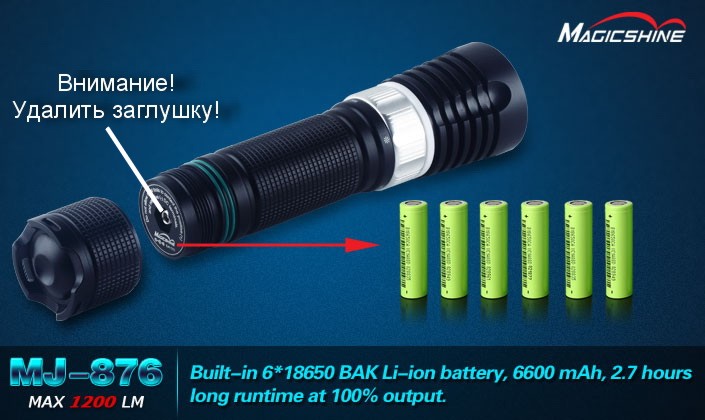 MAGICSHINE
Внимание!
Удалить заглушку!
MAGICSHINE
MJ-876
MAX 1200 LM
Built-in 6*18650 BAK Li-ion battery, 6600 mAh, 2.7 hours
long runtime at 100% output.